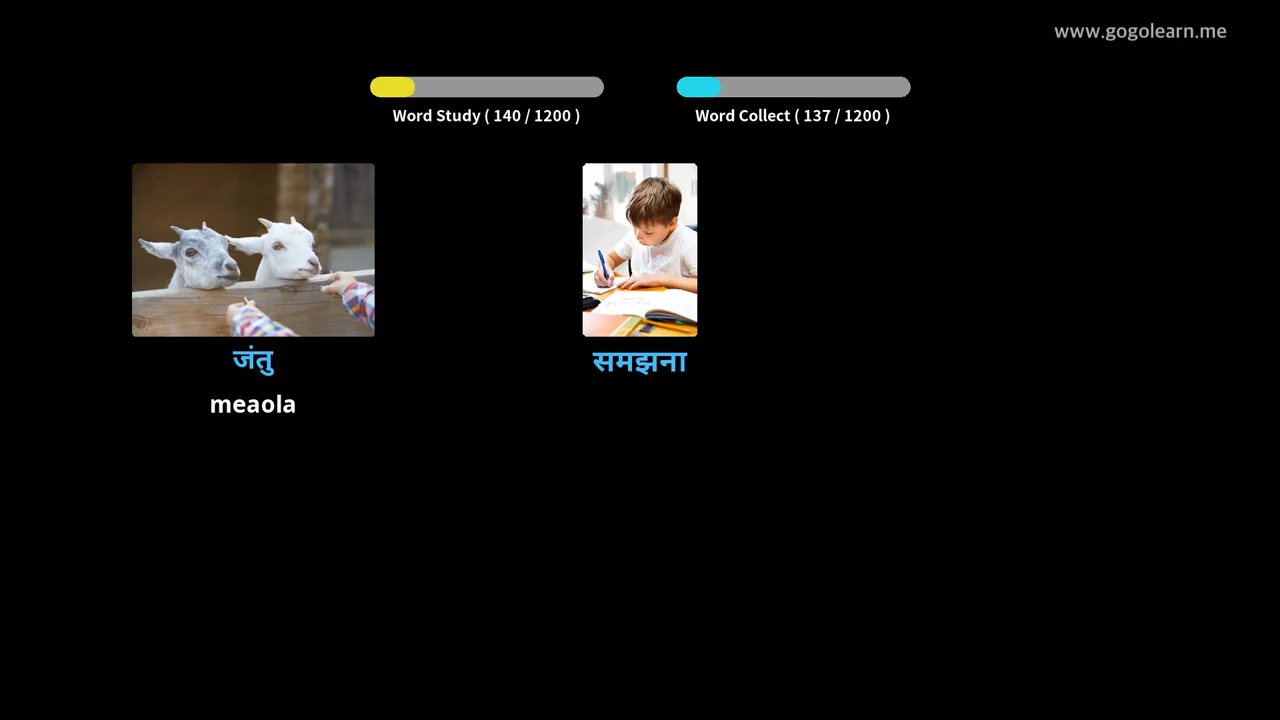 www.gogolearn.me
Word Study ( 140 / 1200 )
Word Collect ( 137 / 1200 )
जंतु
समझना
meaola